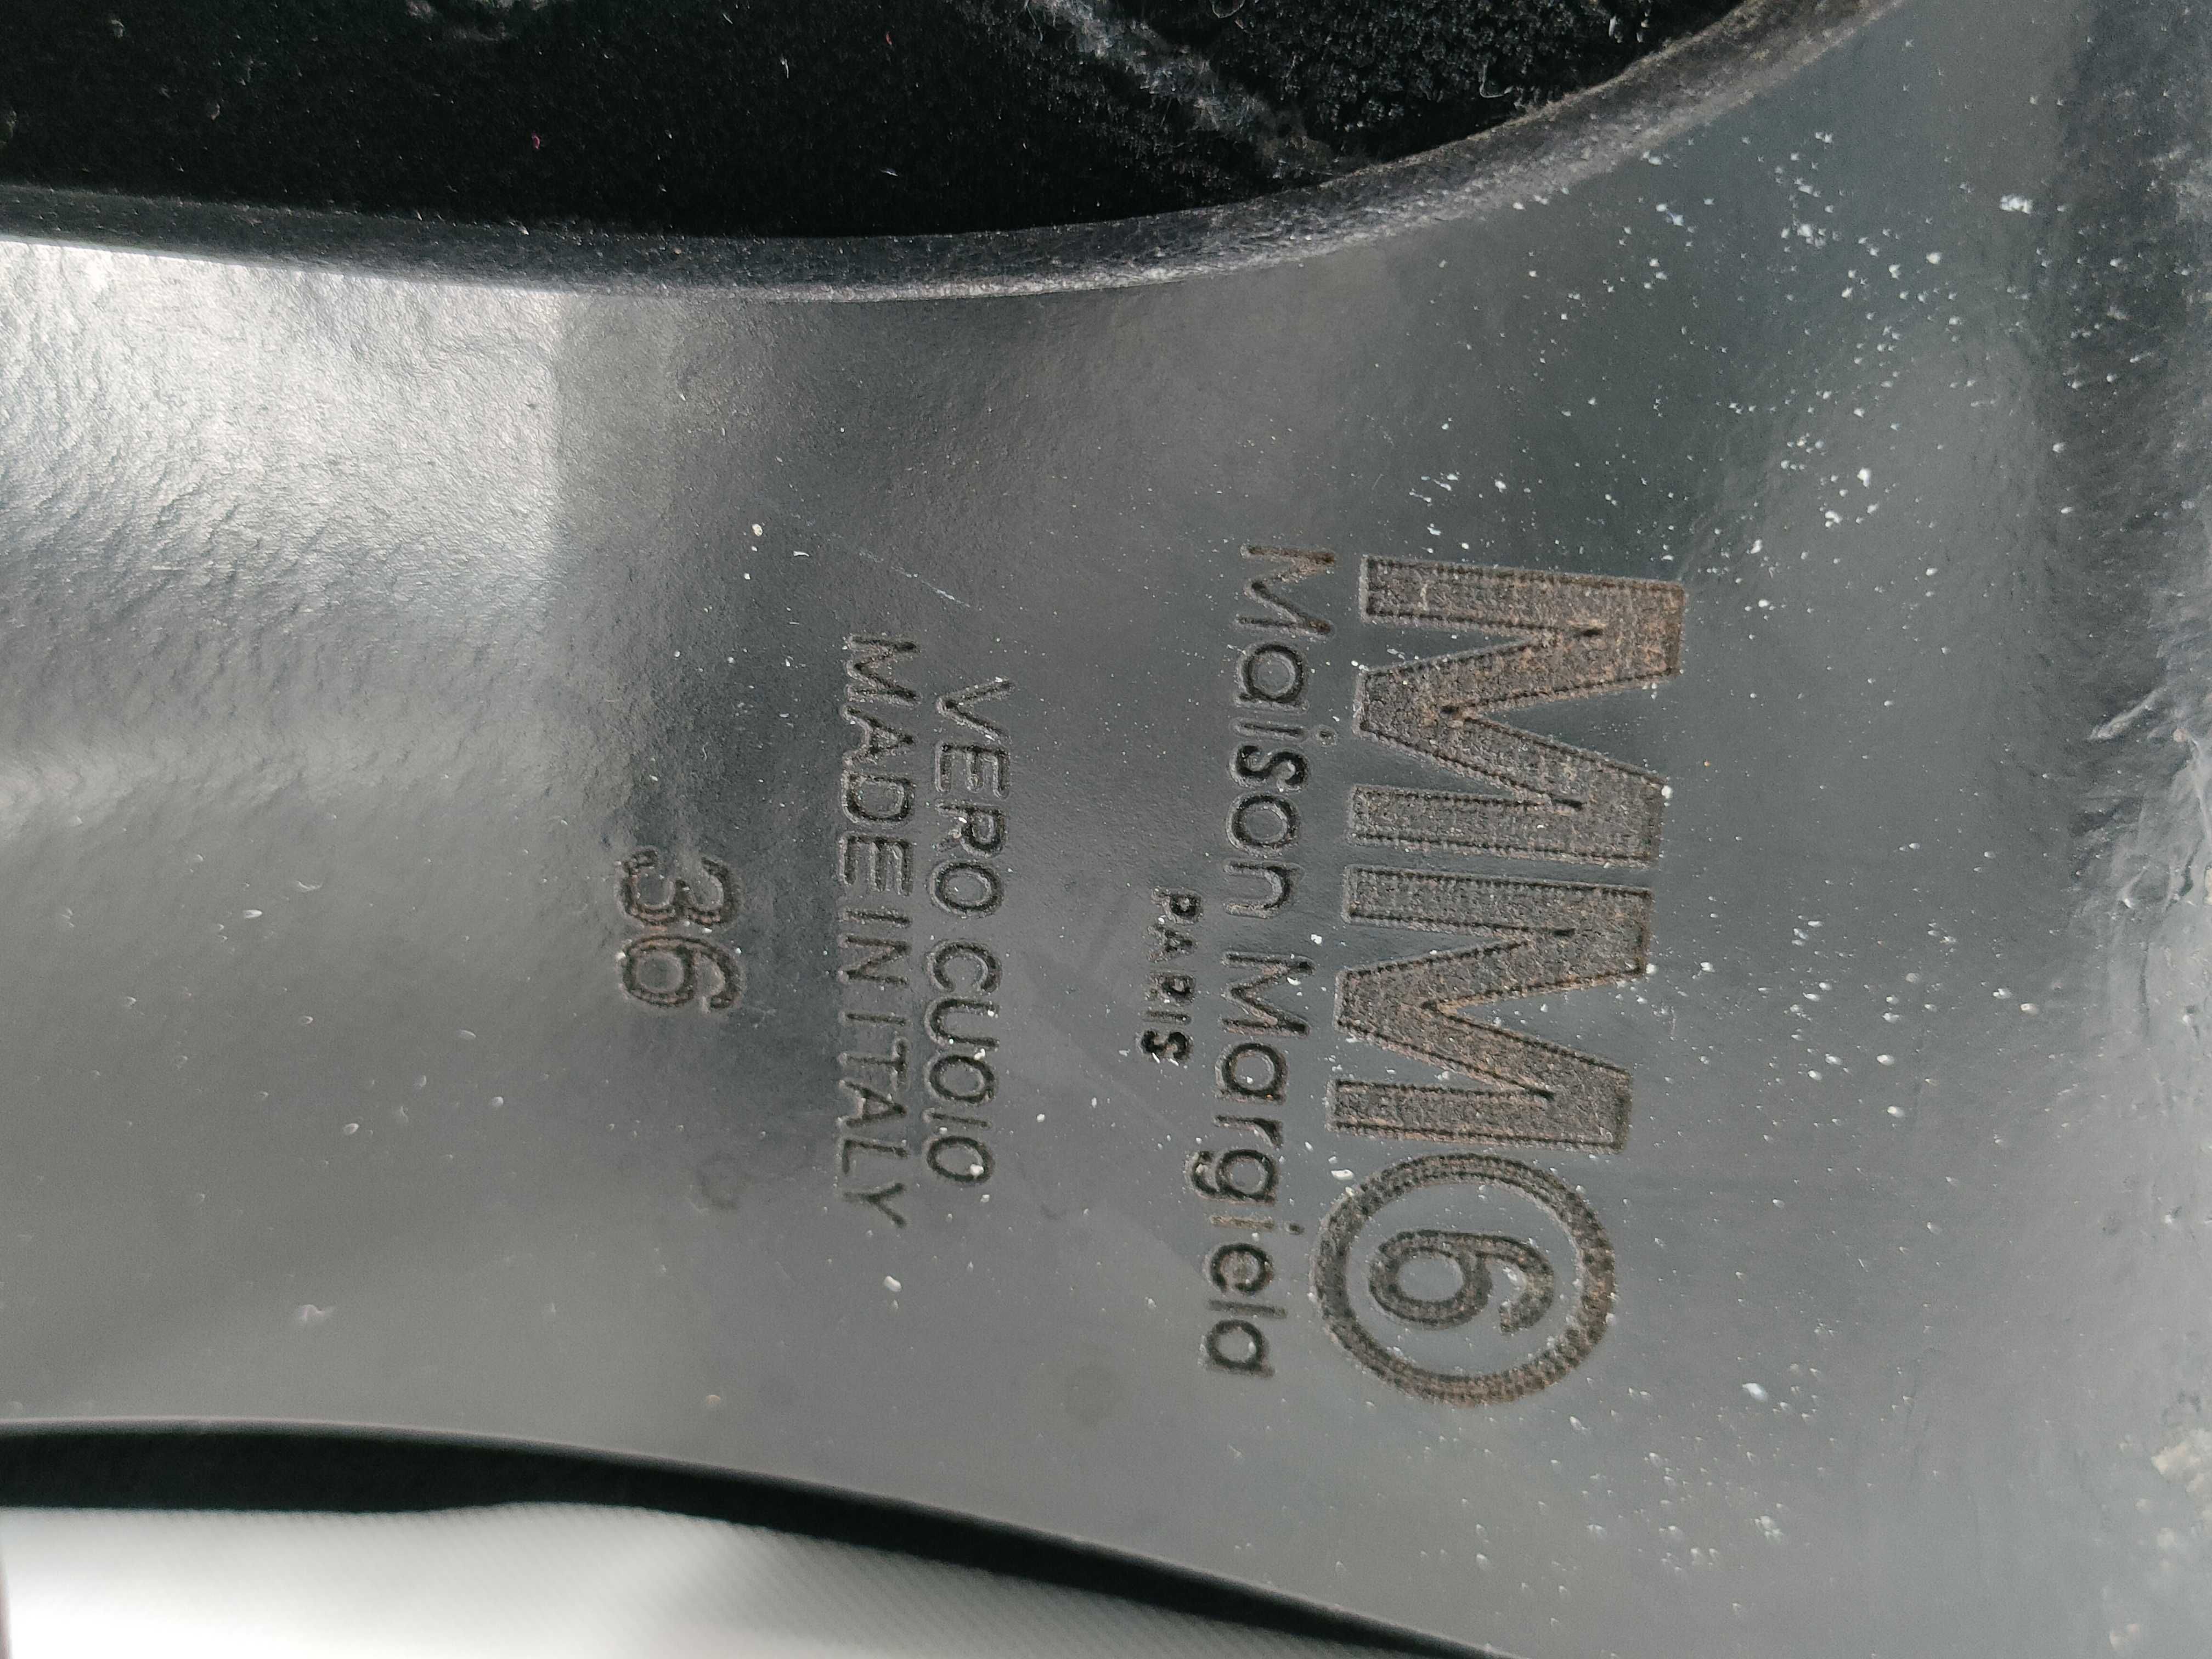 MM⑥
Maison Margiela
PARIS
VERO CUOIO
MADE IN ITALY
36